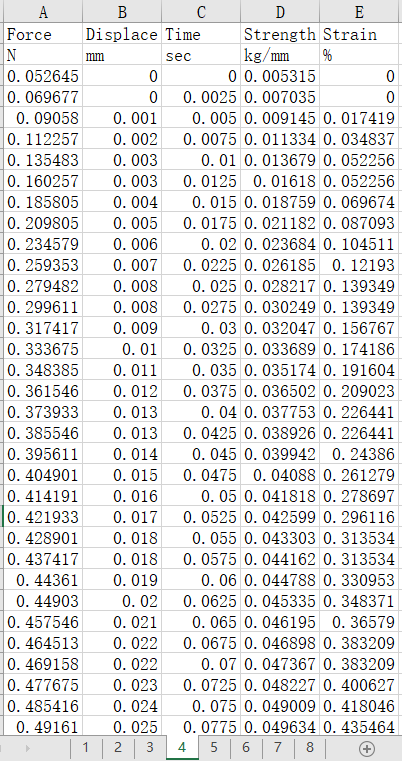 A B C D E
Force Displace Time Strength Strain
N mm sec kg/mm %
0.052645 0 0 0.005315 0
0.069677 0 0.0025 0.007035 0
0.09058 0.001 0.005 0.009145 0.017419
0.112257 0.002 0.0075 0.011334 0.034837
0.135483 0.003 0.01 0.013679 0.052256
0.160257 0.003 0.0125 0.01618 0.052256
0.185805 0.004 0.015 0.018759 0.069674
0.209805 0.005 0.0175 0.021182 0.087093
0.234579 0.006 0.02 0.023684 0.104511
0.259353 0.007 0.0225 0.026185 0.12193
0.279482 0.008 0.025 0.028217 0.139349
0.299611 0.008 0.0275 0.030249 0.139349
0.317417 0.009 0.03 0.032047 0.156767
0.333675 0.01 0.0325 0.033689 0.174186
0.348385 0.011 0.035 0.035174 0.191604
0.361546 0.012 0.0375 0.036502 0.209023
0.373933 0.013 0.04 0.037753 0.226441
0.385546 0.013 0.0425 0.038926 0.226441
0.395611 0.014 0.045 0.039942 0.24386
0.404901 0.015 0.0475 0.04088 0.261279
0.414191 0.016 0.05 0.041818 0.278697
0.421933 0.017 0.0525 0.042599 0.296116
0.428901 0.018 0.055 0.043303 0.313534
0.437417 0.018 0.0575 0.044162 0.313534
0.44361 0.019 0.06 0.044788 0.330953
0.44903 0.02 0.0625 0.045335 0.348371
0.457546 0.021 0.065 0.046195 0.36579
0.464513 0.022 0.0675 0.046898 0.383209
0.469158 0.022 0.07 0.047367 0.383209
0.477675 0.023 0.0725 0.048227 0.400627
0.485416 0.024 0.075 0.049009 0.418046
0.49161 0.025 0.0775 0.049634 0.435464
1 2 3 4 5 6 7 8